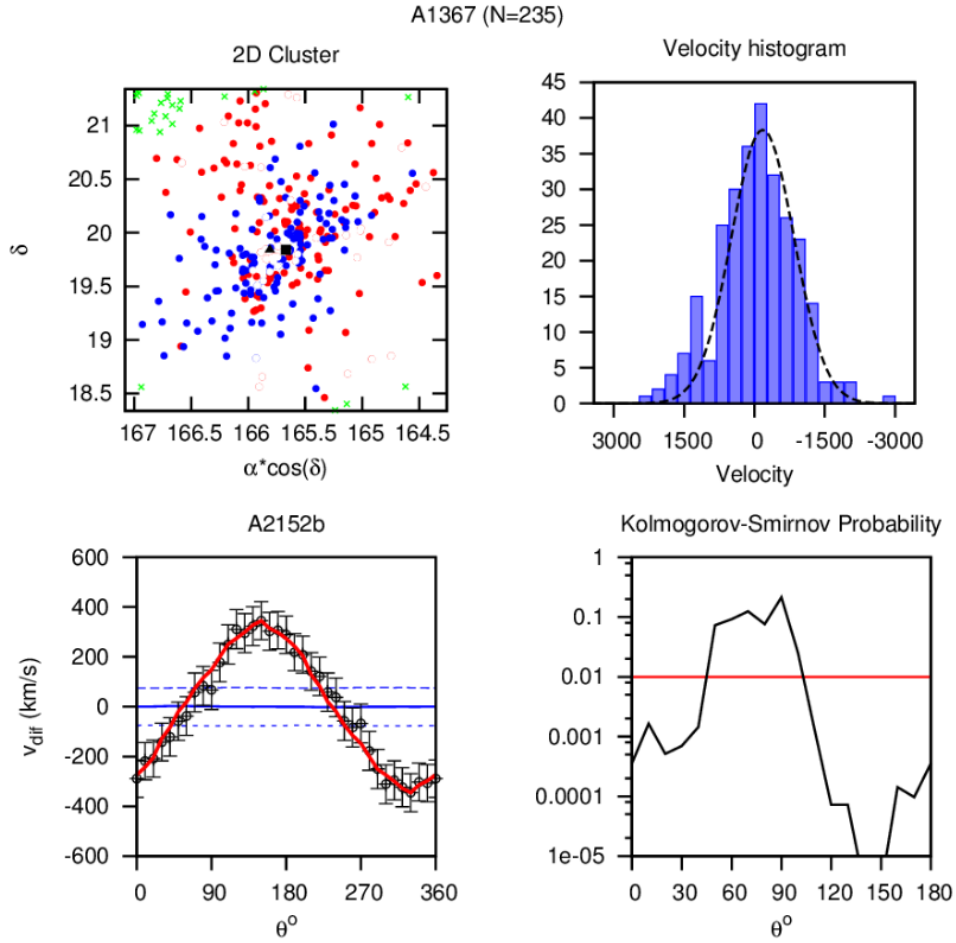 A1367 (N=235)
2D Cluster
21
20.5
20
19.5
19
18.5
δ
167 166.5 166 165.5 165 164.5
α*cos(δ)
Velocity histogram
45
40
35
30
25
20
15
10
5
0
3000 1500 0 -1500 -3000
Velocity
A2152b
600
400
200
0
-200
-400
-600
v_dif (km/s)
0 90 180 270 360
θ°
Kolmogorov-Smirnov Probability
1
0.1
0.01
0.001
0.0001
1e-05
0 30 60 90 120 150 180
θ°